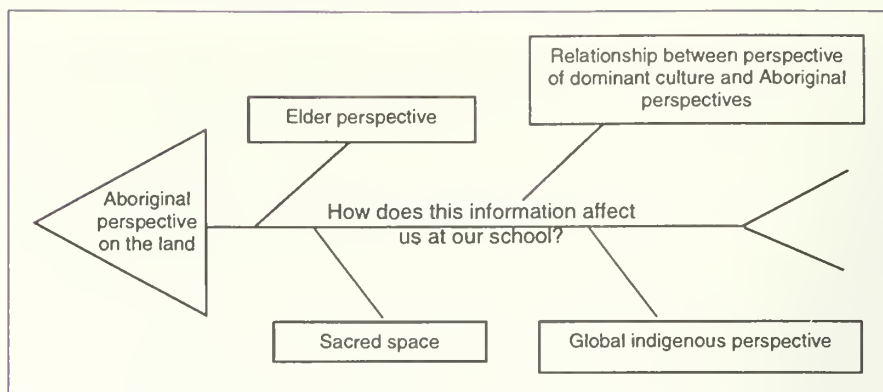 Relationship between perspective
of dominant culture and Aboriginal
perspectives
Elder perspective
Aboriginal
perspective
on the land
How does this information affect
us at our school?
Sacred space
Global indigenous perspective